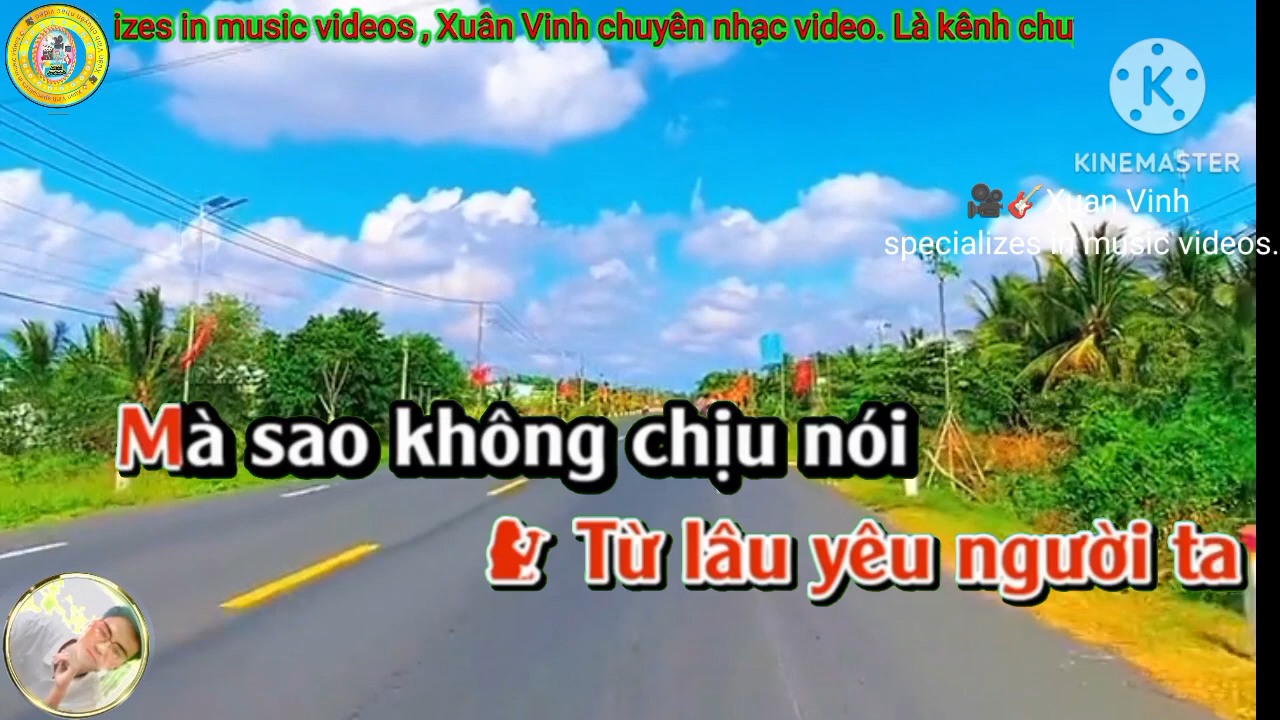 izes in music videos , Xuân Vinh chuyên nhạc video. Là kênh chu
K
KINEMASTER
🎥🎸Xuan Vinh
specializes in music videos.
Mà sao không chịu nói
Từ lâu yêu người ta